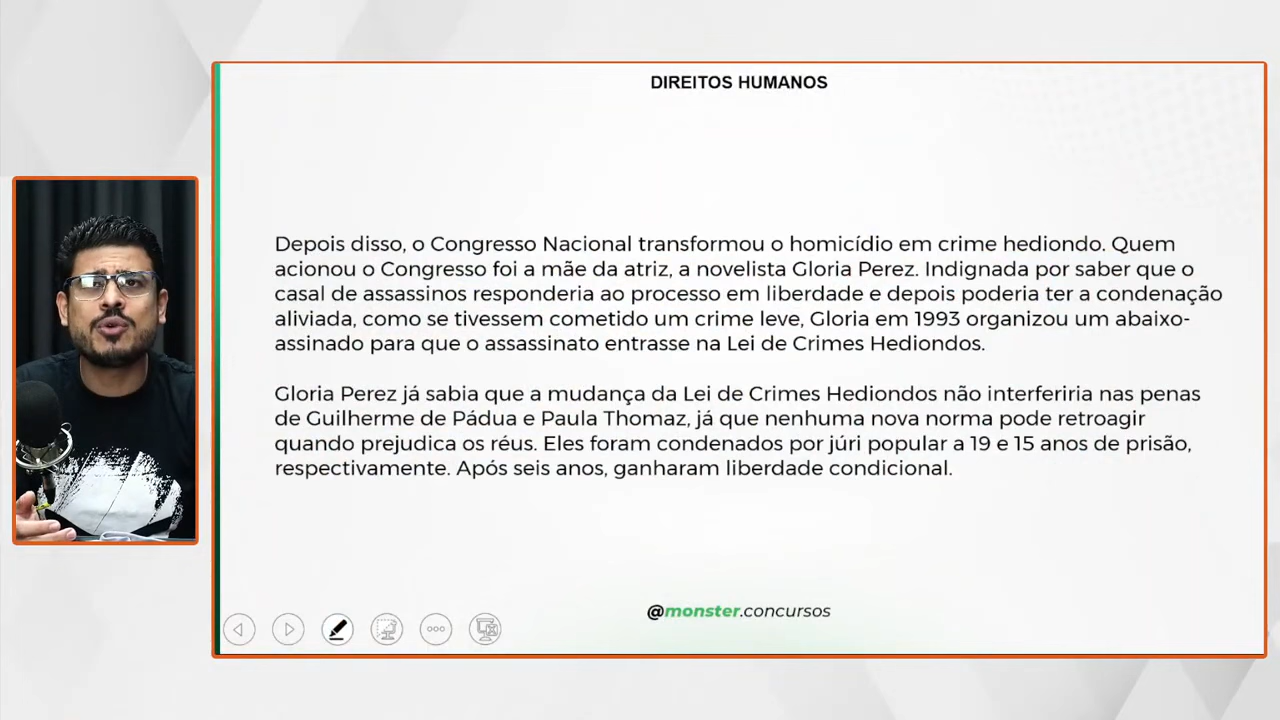 DIREITOS HUMANOS
Depois disso, o Congresso Nacional transformou o homicídio em crime hediondo. Quem
acionou o Congresso foi a mãe da atriz, a novelista Gloria Perez. Indignada por saber que o
casal de assassinos responderia ao processo em liberdade e depois poderia ter a condenação
aliviada, como se tivessem cometido um crime leve, Gloria em 1993 organizou um abaixo-
assinado para que o assassinato entrasse na Lei de Crimes Hediondos.
Gloria Perez já sabia que a mudança da Lei de Crimes Hediondos não interferiria nas penas
de Guilherme de Pádua e Paula Thomaz, já que nenhuma nova norma pode retroagir
quando prejudica os réus. Eles foram condenados por júri popular a 19 e 15 anos de prisão,
respectivamente. Após seis anos, ganharam liberdade condicional.
@monster.concursos